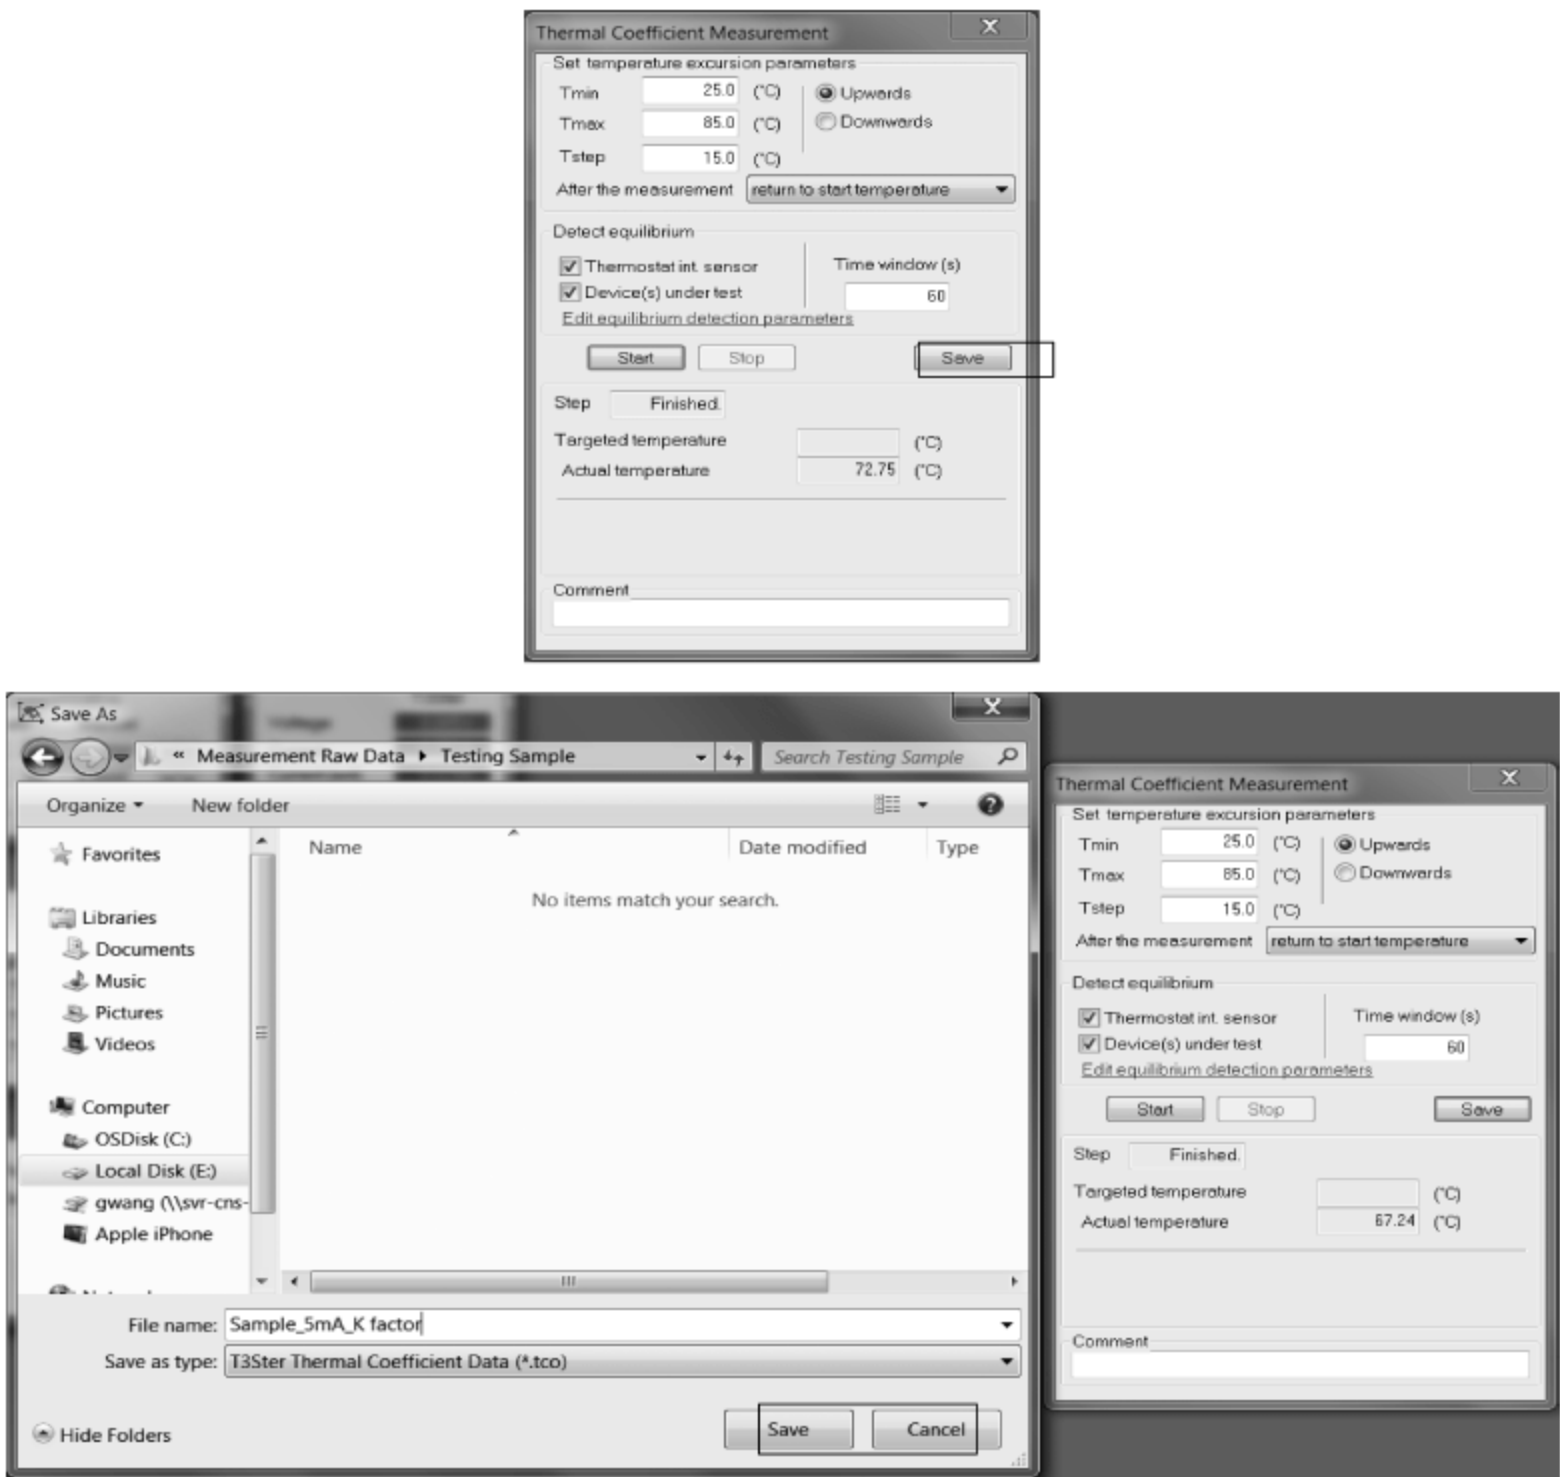 Thermal Coefficient Measurement
Set temperature excursion parameters
Tmin 25.0 (°C) Upwards
Tmax 85.0 (°C) Downwards
Tstep 15.0 (°C)
After the measurement return to start temperature
Detect equilibrium
Thermostat int. sensor Time window (s)
Device(s) under test 60
Edit equilibrium detection parameters
Start Stop Save
Step Finished.
Targeted temperature (°C)
Actual temperature 72.75 (°C)
Comment
Save As
« Measurement Raw Data Testing Sample Search Testing Sample
Organize New folder
Name Date modified Type
No items match your search.
Favorites
Libraries
Documents
Music
Pictures
Videos
Computer
OSDisk (C:)
Local Disk (E:)
gwang (\\svr-cns-
Apple iPhone
File name: Sample_5mA_K factor
Save as type: T3Ster Thermal Coefficient Data (*.tco)
Hide Folders Save Cancel
Thermal Coefficient Measurement
Set temperature excursion parameters
Tmin 25.0 (°C) Upwards
Tmax 85.0 (°C) Downwards
Tstep 15.0 (°C)
After the measurement return to start temperature
Detect equilibrium
Thermostat int. sensor Time window (s)
Device(s) under test 60
Edit equilibrium detection parameters
Start Stop Save
Step Finished.
Targeted temperature (°C)
Actual temperature 67.24 (°C)
Comment